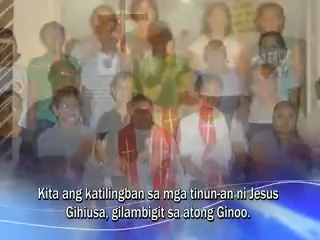 Kita ang katilingban sa mga tinun-an ni Jesus
Gihiusa, gilambigit sa atong Ginoo.